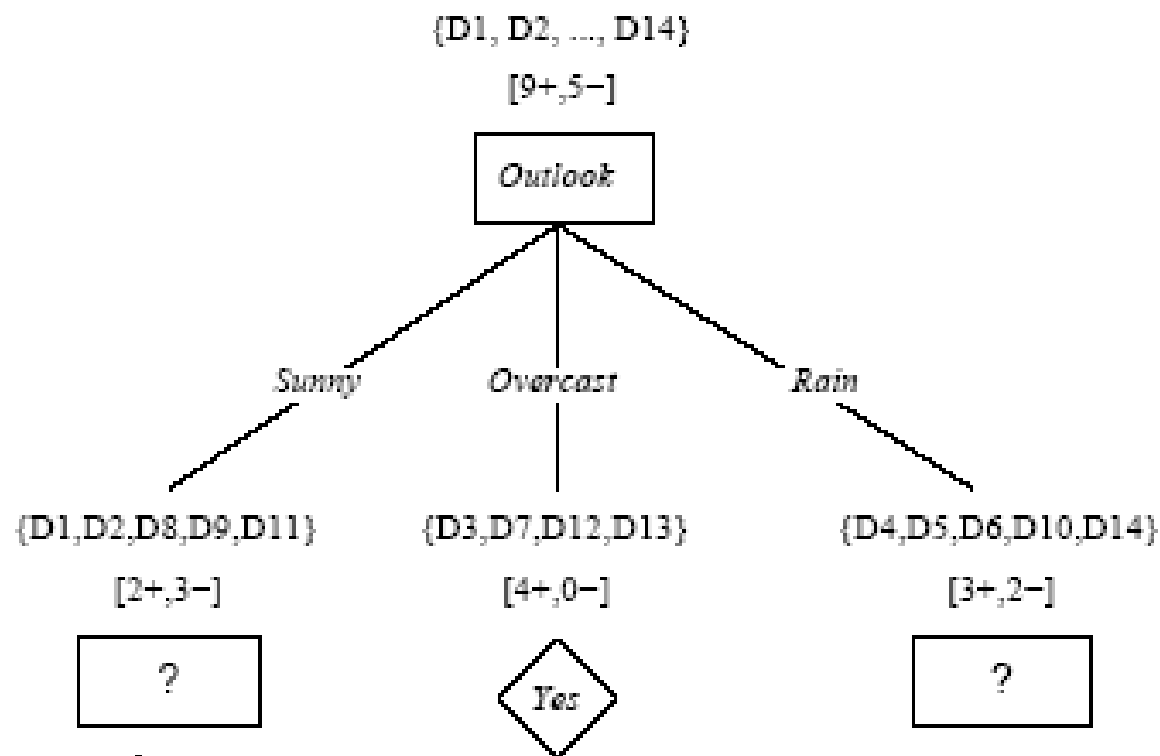 {D1, D2, ..., D14}
[9+,5−]
Outlook
Sunny Overcast Rain
{D1,D2,D8,D9,D11} {D3,D7,D12,D13} {D4,D5,D6,D10,D14}
[2+,3−] [4+,0−] [3+,2−]
? Yes ?